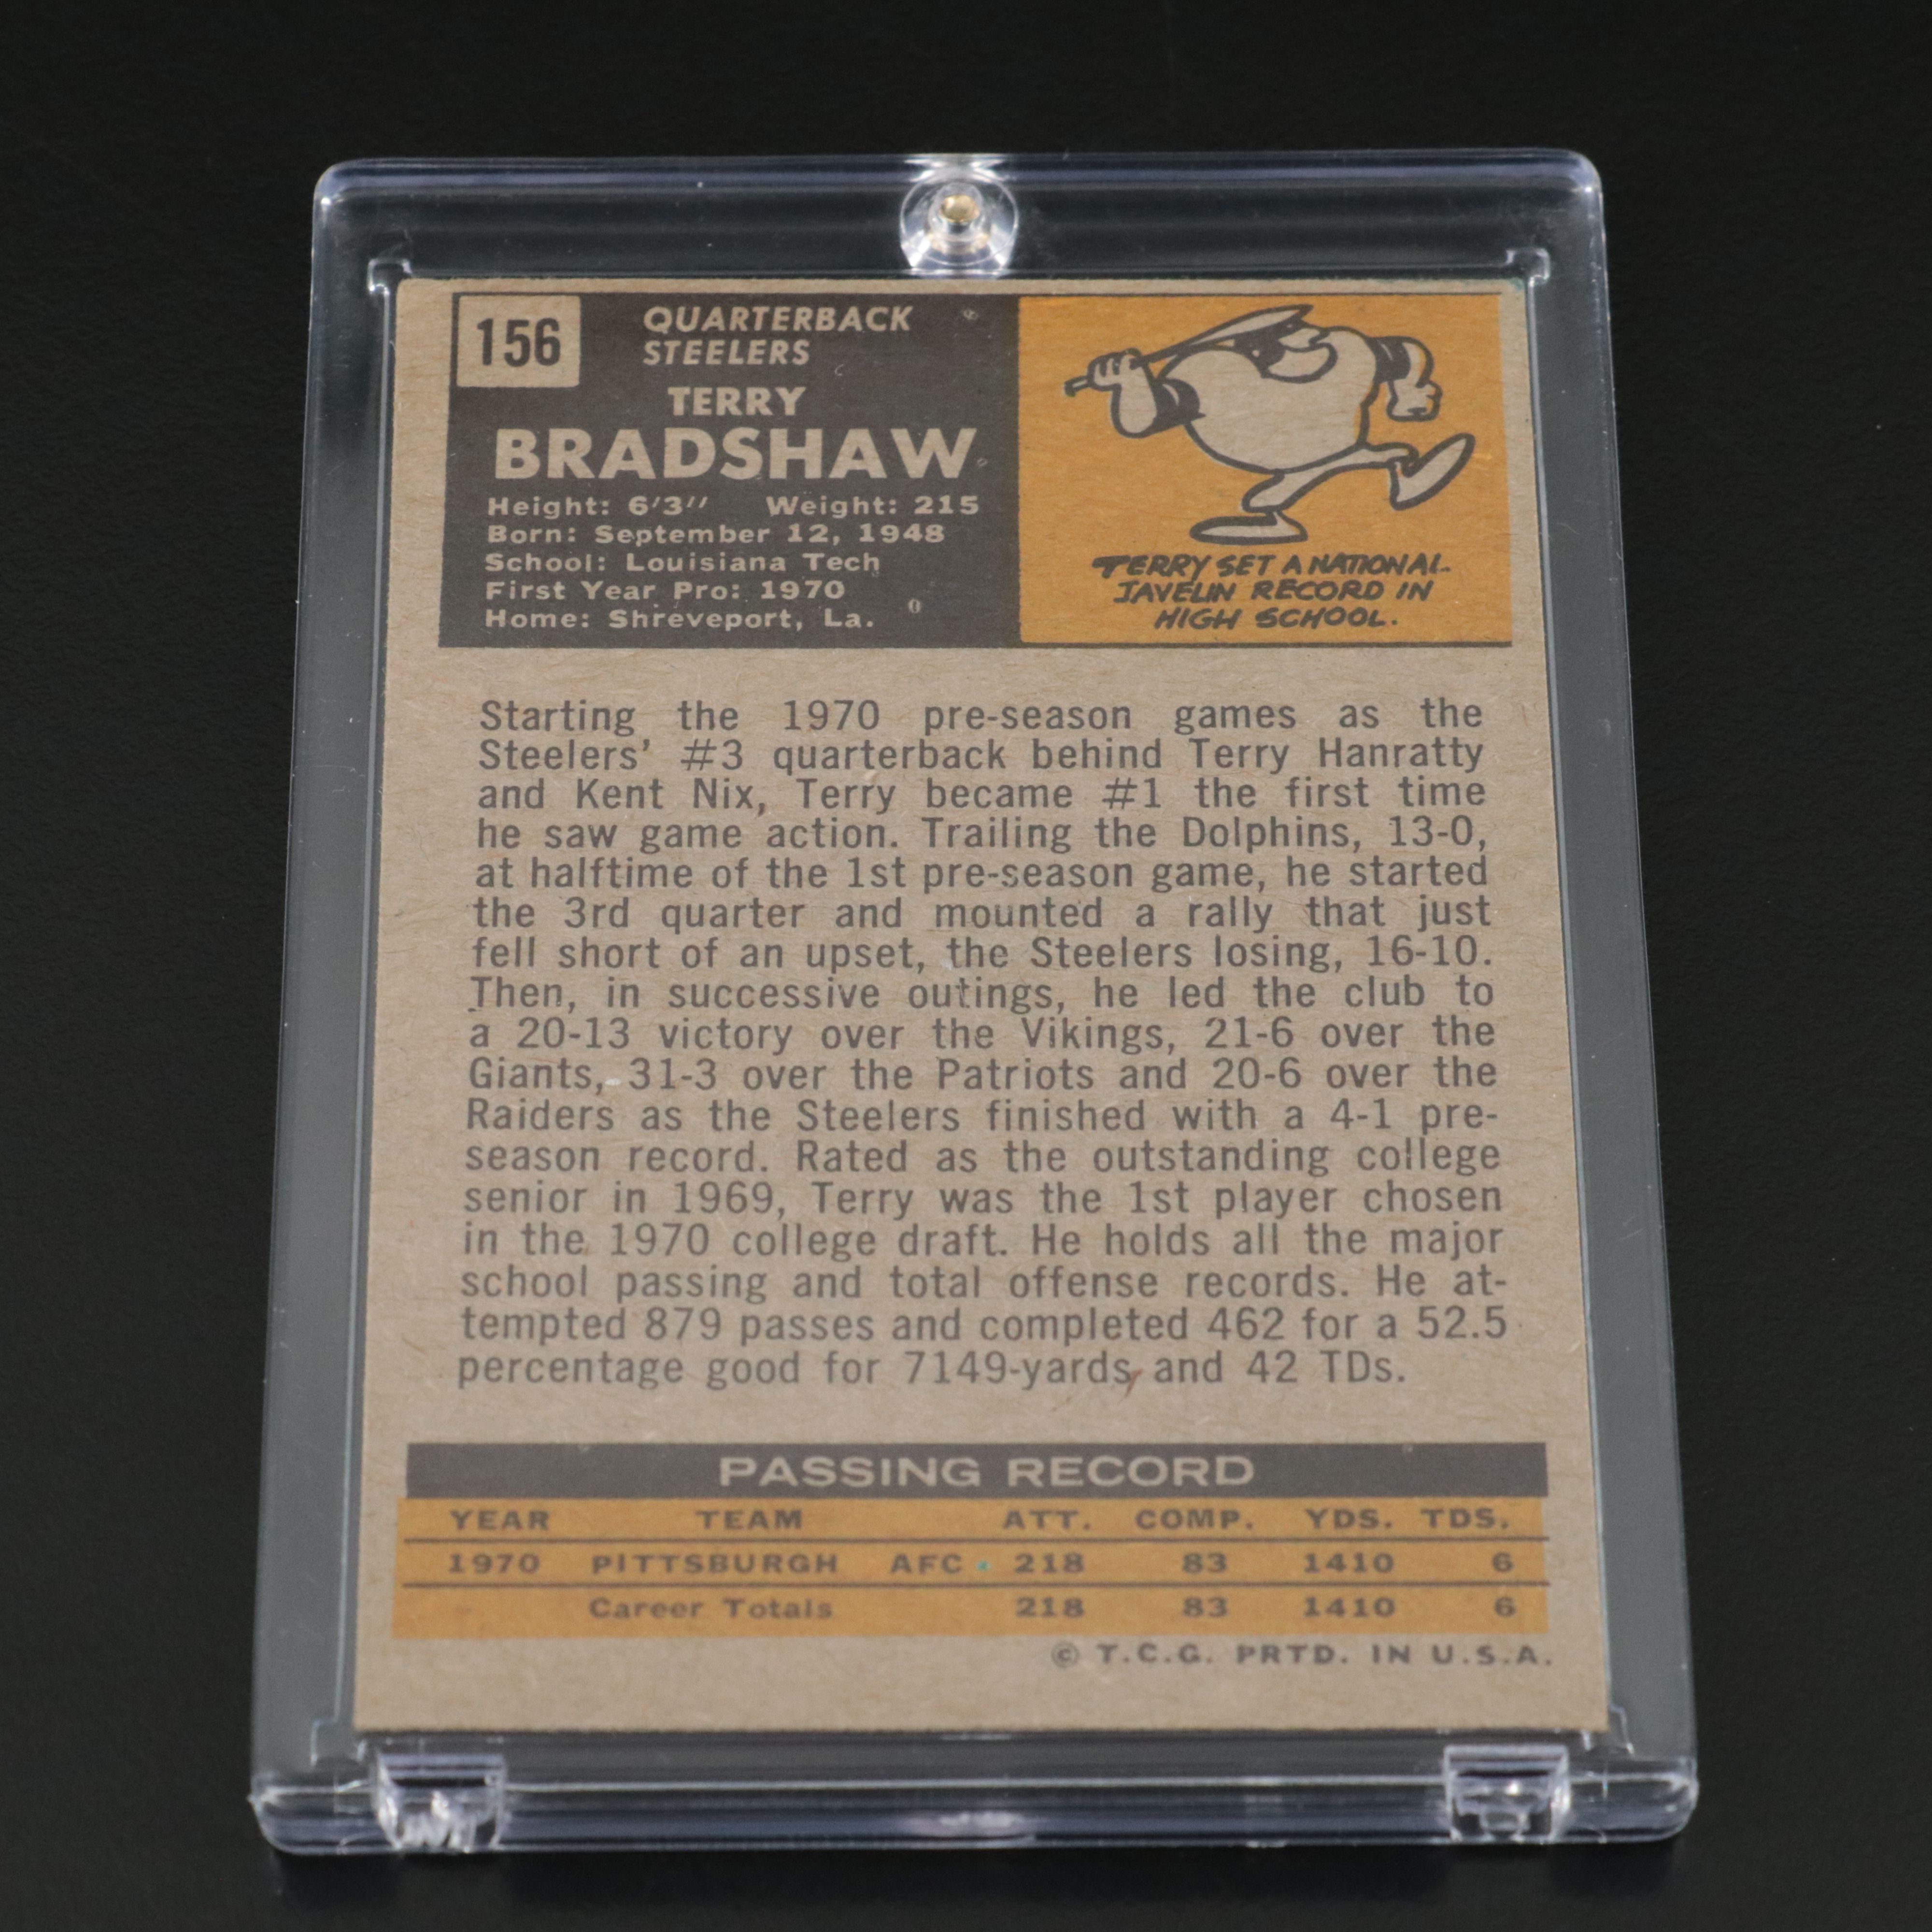 156
QUARTERBACK
STEELERS
TERRY
BRADSHAW
Height: 6'3'' Weight: 215
Born: September 12, 1948
School: Louisiana Tech
First Year Pro: 1970
Home: Shreveport, La.
TERRY SET A NATIONAL
JAVELIN RECORD IN
HIGH SCHOOL.
Starting the 1970 pre-season games as the
Steelers' #3 quarterback behind Terry Hanratty
and Kent Nix, Terry became #1 the first time
he saw game action. Trailing the Dolphins, 13-0,
at halftime of the 1st pre-season game, he started
the 3rd quarter and mounted a rally that just
fell short of an upset, the Steelers losing, 16-10.
Then, in successive outings, he led the club to
a 20-13 victory over the Vikings, 21-6 over the
Giants, 31-3 over the Patriots and 20-6 over the
Raiders as the Steelers finished with a 4-1 pre-
season record. Rated as the outstanding college
senior in 1969, Terry was the 1st player chosen
in the 1970 college draft. He holds all the major
school passing and total offense records. He at-
tempted 879 passes and completed 462 for a 52.5
percentage good for 7149-yards and 42 TDs.
PASSING RECORD
YEAR TEAM ATT. COMP. YDS. TDS.
1970 PITTSBURGH AFC 218 83 1410 6
Career Totals 218 83 1410 6
© T.C.G. PRTD. IN U.S.A.